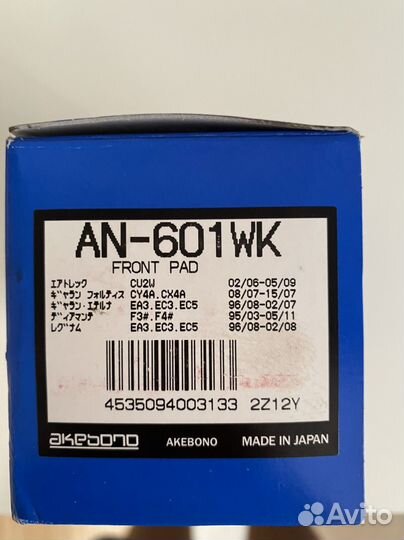 AN-601WK
FRONT PAD
エアトレック CU2W 02/06-05/09
ギャラン フォルティス CY4A.CX4A 08/07-15/07
ギャラン・エテルナ EA3.EC3.EC5 96/08-02/07
ディアマンテ F3#.F4# 95/03-05/11
レグナム EA3.EC3.EC5 96/08-02/08
4535094003133 2Z12Y
akebono AKEBONO MADE IN JAPAN
Avito